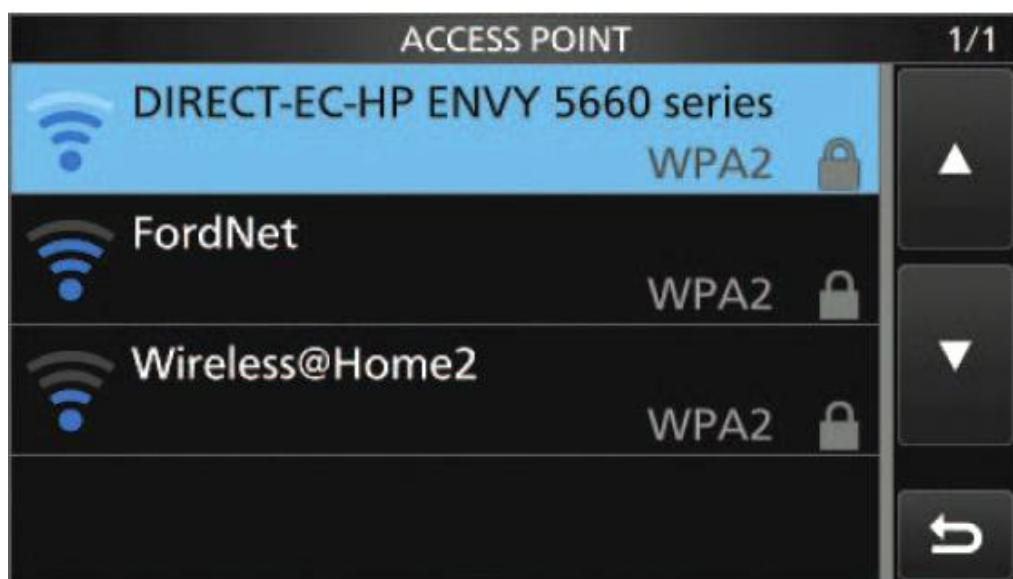 ACCESS POINT 1/1
DIRECT-EC-HP ENVY 5660 series
WPA2
FordNet
WPA2
Wireless@Home2
WPA2